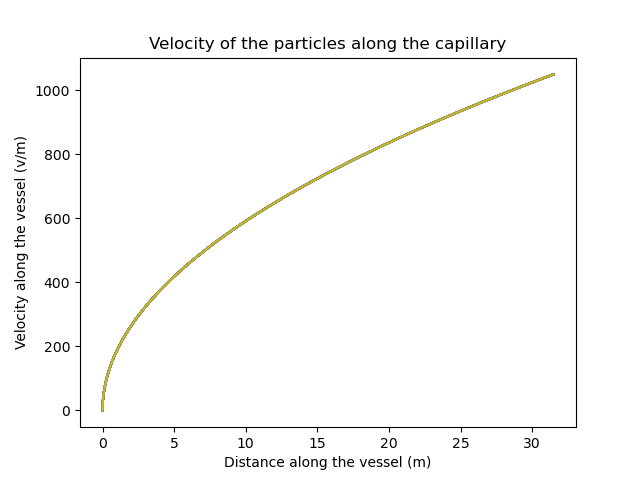 Velocity of the particles along the capillary
Velocity along the vessel (v/m)
1000
800
600
400
200
0
0 5 10 15 20 25 30
Distance along the vessel (m)